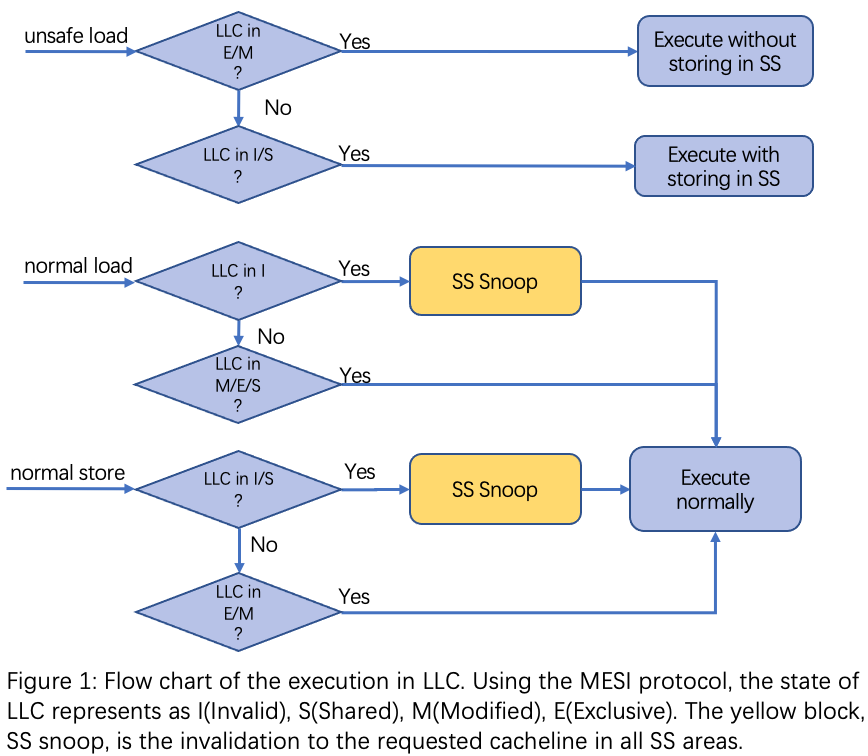 unsafe load
LLC in
E/M
?
Yes
Execute without
storing in SS
No
LLC in I/S
?
Yes
Execute with
storing in SS
normal load
LLC in I
?
Yes
SS Snoop
No
LLC in
M/E/S
?
Yes
normal store
LLC in I/S
?
Yes
SS Snoop
Execute
normally
No
LLC in
E/M
?
Yes
Figure 1: Flow chart of the execution in LLC. Using the MESI protocol, the state of
LLC represents as I(Invalid), S(Shared), M(Modified), E(Exclusive). The yellow block,
SS snoop, is the invalidation to the requested cacheline in all SS areas.